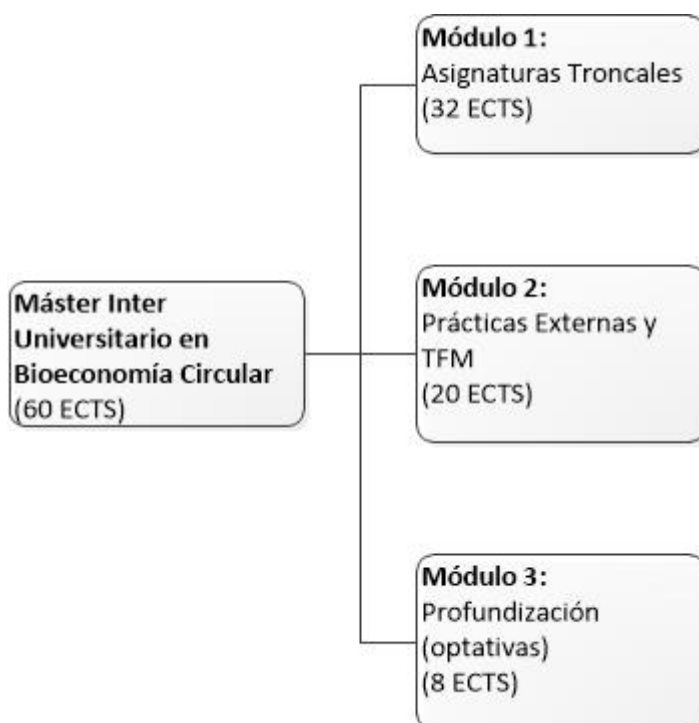 Módulo 1:
Asignaturas Troncales
(32 ECTS)
Máster Inter
Universitario en
Bioeconomía Circular
(60 ECTS)
Módulo 2:
Prácticas Externas y
TFM
(20 ECTS)
Módulo 3:
Profundización
(optativas)
(8 ECTS)